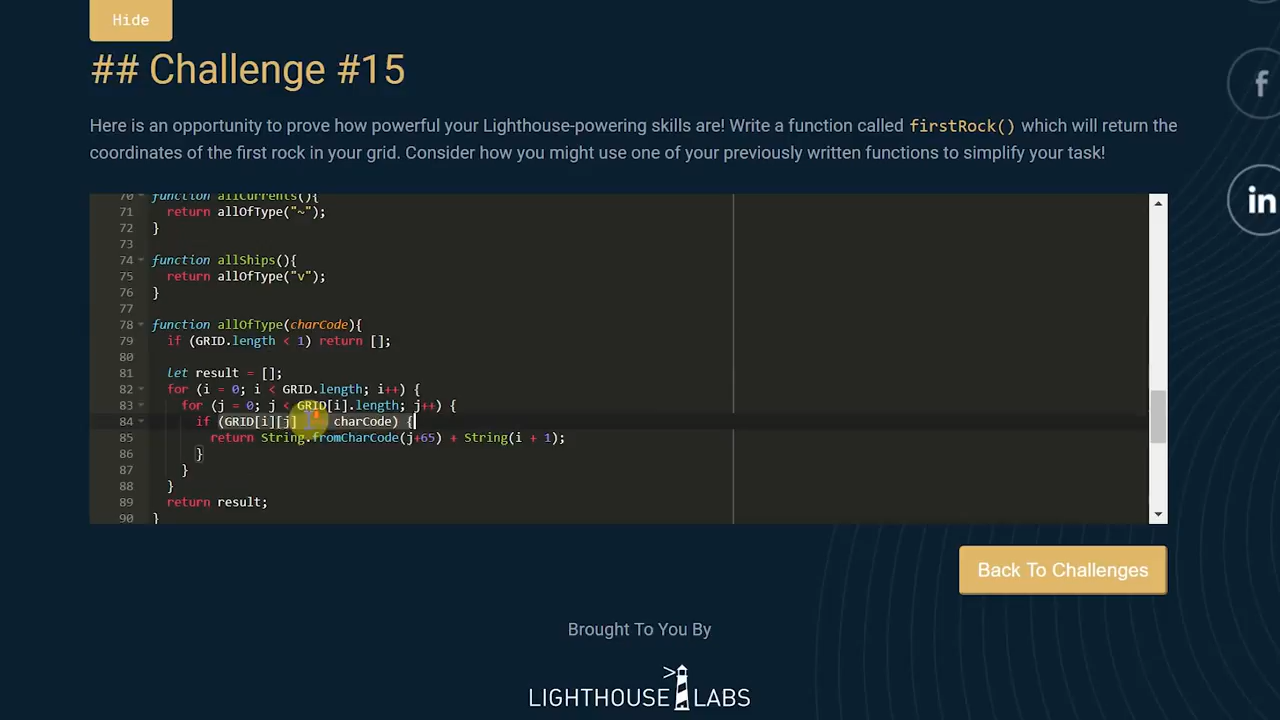 Hide
## Challenge #15
Here is an opportunity to prove how powerful your Lighthouse-powering skills are! Write a function called firstRock() which will return the
coordinates of the first rock in your grid. Consider how you might use one of your previously written functions to simplify your task!
70 function allCurrents(){
71 return allOfType("~");
72 }
73
74 function allShips(){
75 return allOfType("v");
76 }
77
78 function allOfType(charCode){
79 if (GRID.length < 1) return [];
80
81 let result = [];
82 for (i = 0; i < GRID.length; i++) {
83 for (j = 0; j < GRID[i].length; j++) {
84 if (GRID[i][j] charCode) {
85 return String.fromCharCode(j+65) + String(i + 1);
86 }
87 }
88 }
89 return result;
90 }
Back To Challenges
Brought To You By
LIGHTHOUSE LABS
f
in